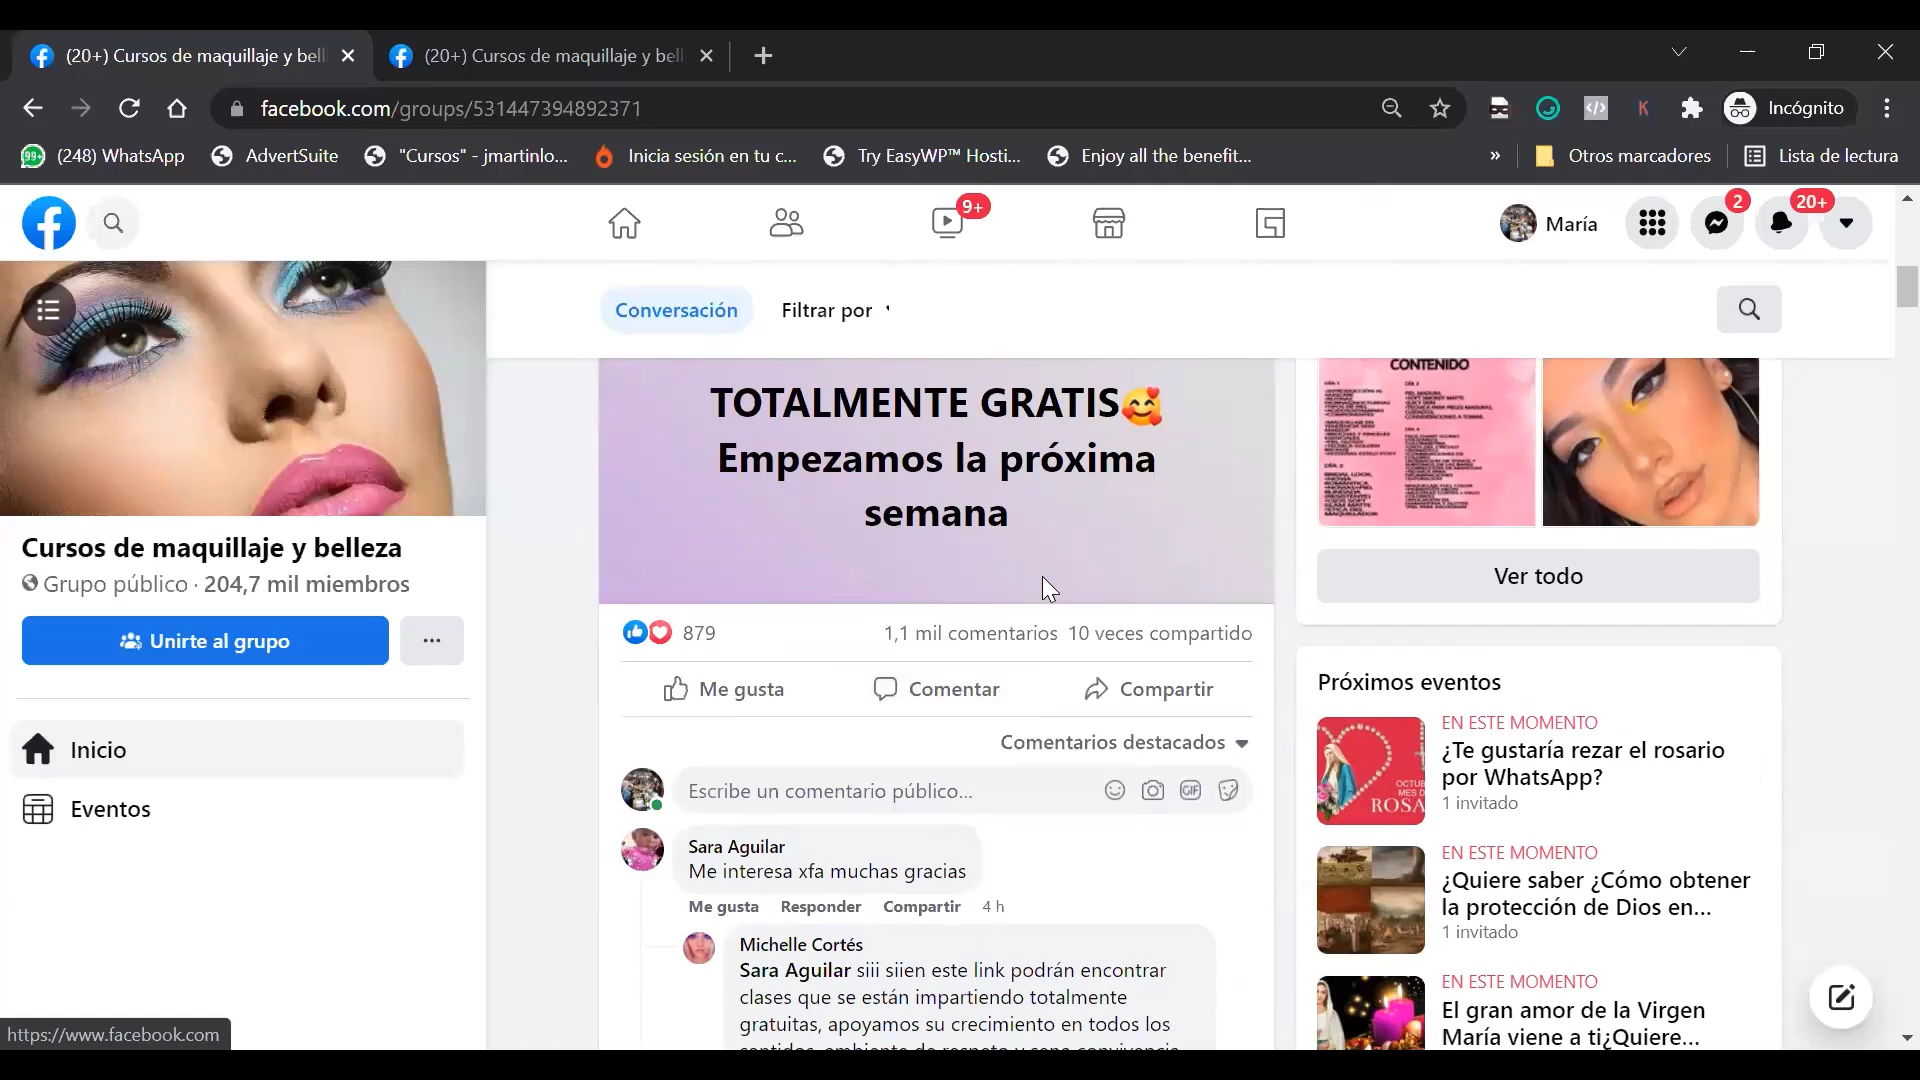 (20+) Cursos de maquillaje y bell
(20+) Cursos de maquillaje y bell
facebook.com/groups/531447394892371
Incógnito
(248) WhatsApp
AdvertSuite
"Cursos" - jmartinlo...
Inicia sesión en tu c...
Try EasyWP™ Hosti...
Enjoy all the benefit...
»
Otros marcadores
Lista de lectura
9+
María
2
20+
Conversación
Filtrar por
TOTALMENTE GRATIS🥰
Empezamos la próxima
semana
879
1,1 mil comentarios
10 veces compartido
Me gusta
Comentar
Compartir
Comentarios destacados
Escribe un comentario público...
GIF
Sara Aguilar
Me interesa xfa muchas gracias
Me gusta
Responder
Compartir
4 h
Michelle Cortés
Sara Aguilar siii siien este link podrán encontrar
clases que se están impartiendo totalmente
gratuitas, apoyamos su crecimiento en todos los
sentidos, ambiente de respeto y sana convivencia
Cursos de maquillaje y belleza
Grupo público · 204,7 mil miembros
Unirte al grupo
Inicio
Eventos
https://www.facebook.com
CONTENIDO
Ver todo
Próximos eventos
EN ESTE MOMENTO
¿Te gustaría rezar el rosario
por WhatsApp?
1 invitado
EN ESTE MOMENTO
¿Quiere saber ¿Cómo obtener
la protección de Dios en...
1 invitado
EN ESTE MOMENTO
El gran amor de la Virgen
María viene a ti¿Quiere...